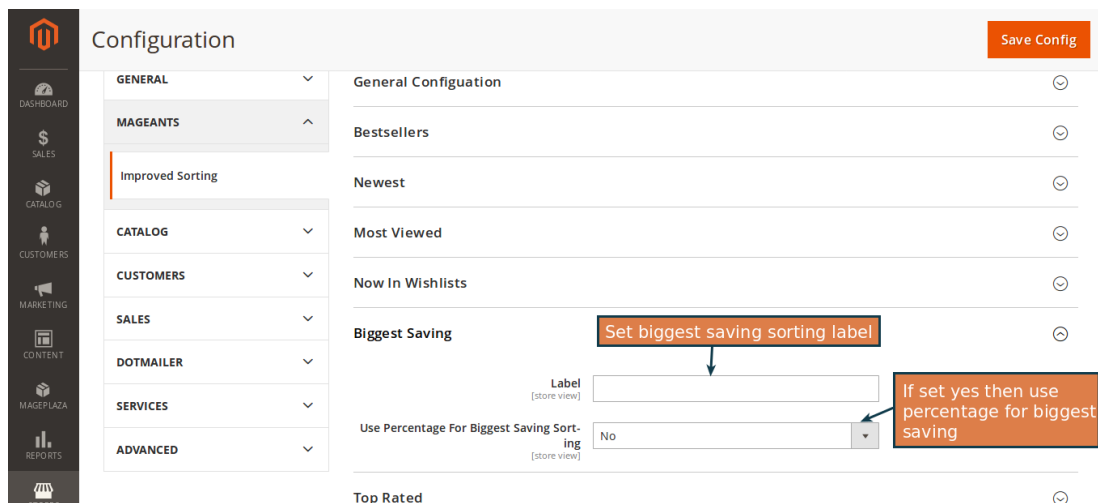 Configuration
Save Config
DASHBOARD
SALES
CATALOG
CUSTOMERS
MARKETING
CONTENT
MAGEPLAZA
REPORTS
GENERAL
MAGEANTS
Improved Sorting
CATALOG
CUSTOMERS
SALES
DOTMAILER
SERVICES
ADVANCED
General Configuation
Bestsellers
Newest
Most Viewed
Now In Wishlists
Biggest Saving
Set biggest saving sorting label
Label
[store view]
If set yes then use
percentage for biggest
saving
Use Percentage For Biggest Saving Sort-
ing
[store view]
No
Top Rated